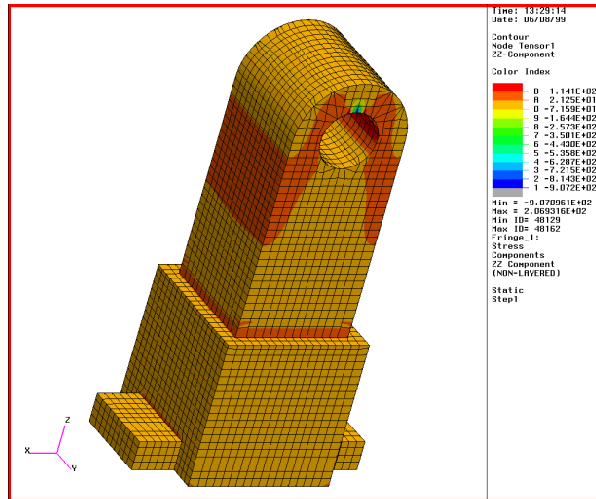 Time: 13:29:14
Date: 06/08/99
Contour
Node Tensor1
ZZ-Component
Color Index
D 1.141E+02
A 2.125E+01
D -7.159E+01
9 -1.644E+02
8 -2.573E+02
7 -3.501E+02
6 -4.430E+02
5 -5.358E+02
4 -6.287E+02
3 -7.215E+02
2 -8.143E+02
1 -9.072E+02
Min = -9.070961E+02
Max = 2.069316E+02
Min ID= 48129
Max ID= 48162
Fringe_1:
Stress
Components
ZZ Component
(NON-LAYERED)
Static
Step1
Z
X
Y